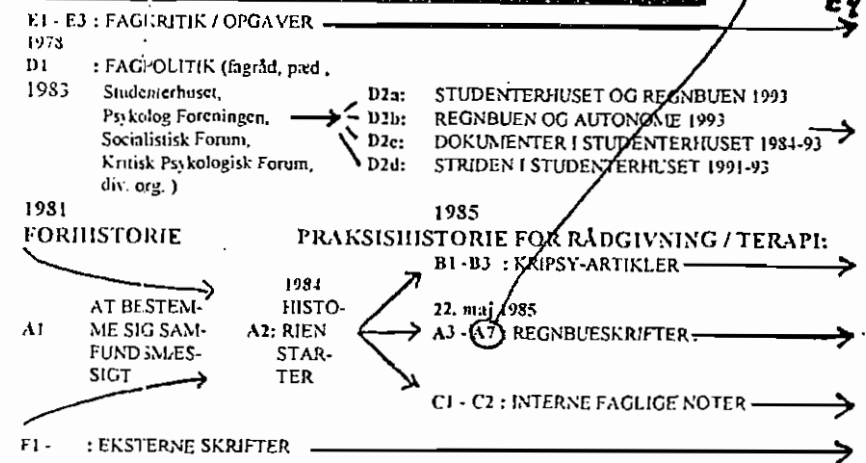 E1 - E3 : FAGKRITIK / OPGAVER
1978
D1 : FAGPOLITIK (fagråd, pæd.
1983 Studenterhuset,
Psykolog Foreningen,
Socialistisk Forum,
Kritisk Psykologisk Forum,
div. org. )
D2a: STUDENTERHUSET OG REGNBUEN 1993
D2b: REGNBUEN OG AUTONOMIE 1993
D2c: DOKUMENTER I STUDENTERHUSET 1984-93
D2d: STRIDEN I STUDENTERHUSET 1991-93
1981
FORHISTORIE
1985
PRAKSISHISTORIE FOR RÅDGIVNING / TERAPI:
B1 - B3 : KRIPSY-ARTIKLER
A1
AT BESTEM-
ME SIG SAM-
FUNDSMÆS-
SIGT
1984
HISTO-
A2: RIEN
STAR-
TER
22. maj 1985
A3 - A7 : REGNBUESKRIFTER.
C1 - C2 : INTERNE FAGLIGE NOTER
F1 - : EKSTERNE SKRIFTER